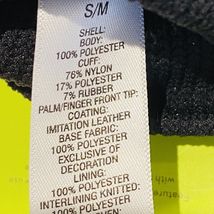 S/M
SHELL:
BODY:
100% POLYESTER
CUFF:
76% NYLON
17% POLYESTER
7% RUBBER
PALM/FINGER FRONT TIP:
COATING:
IMITATION LEATHER
BASE FABRIC:
100% POLYESTER
EXCLUSIVE OF
DECORATION
LINING:
100% POLYESTER
INTERLINING KNITTED:
100% POLYESTER